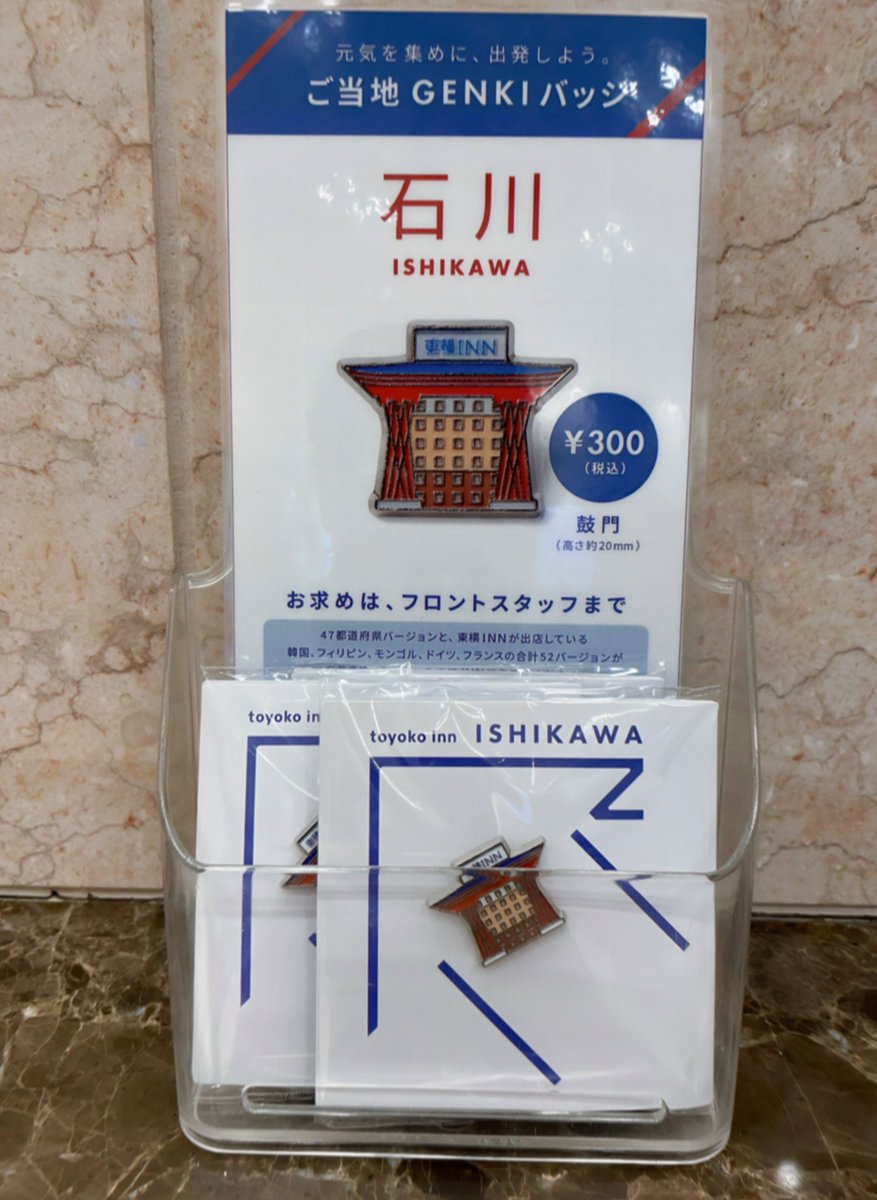 元気を集めに、出発しよう。
ご当地 GENKI バッジ
石川
ISHIKAWA
東横INN
¥300
(税込)
鼓門
(高さ約20mm)
お求めは、フロントスタッフまで
47都道府県バージョンと、東横INNが出店している
韓国、フィリピン、モンゴル、ドイツ、フランスの合計52バージョンが
toyoko in
toyoko inn ISHIKAWA
INN